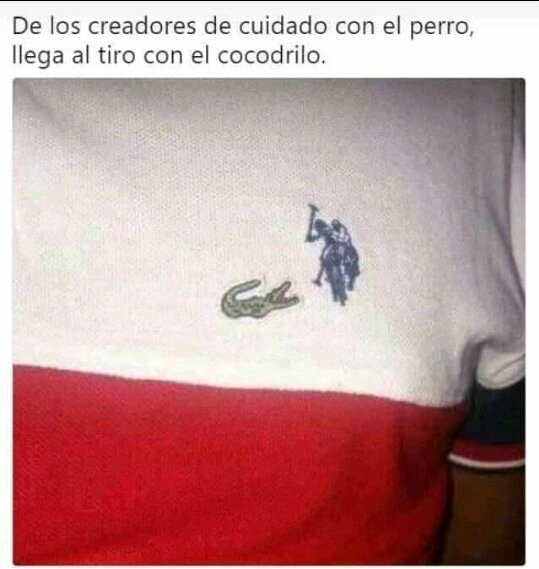 De los creadores de cuidado con el perro,
llega al tiro con el cocodrilo.